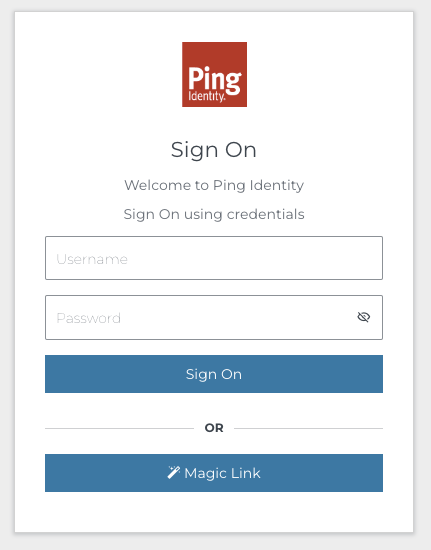 Ping
Identity.
Sign On
Welcome to Ping Identity
Sign On using credentials
Username
Password
Sign On
OR
Magic Link